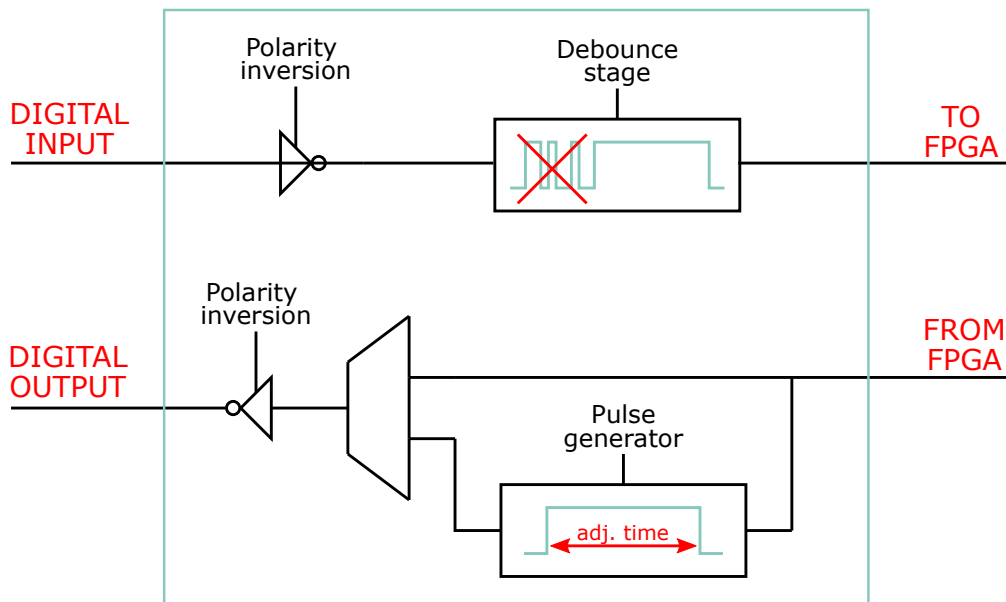 Polarity
inversion
Debounce
stage
DIGITAL
INPUT
TO
FPGA
Polarity
inversion
DIGITAL
OUTPUT
FROM
FPGA
Pulse
generator
adj. time